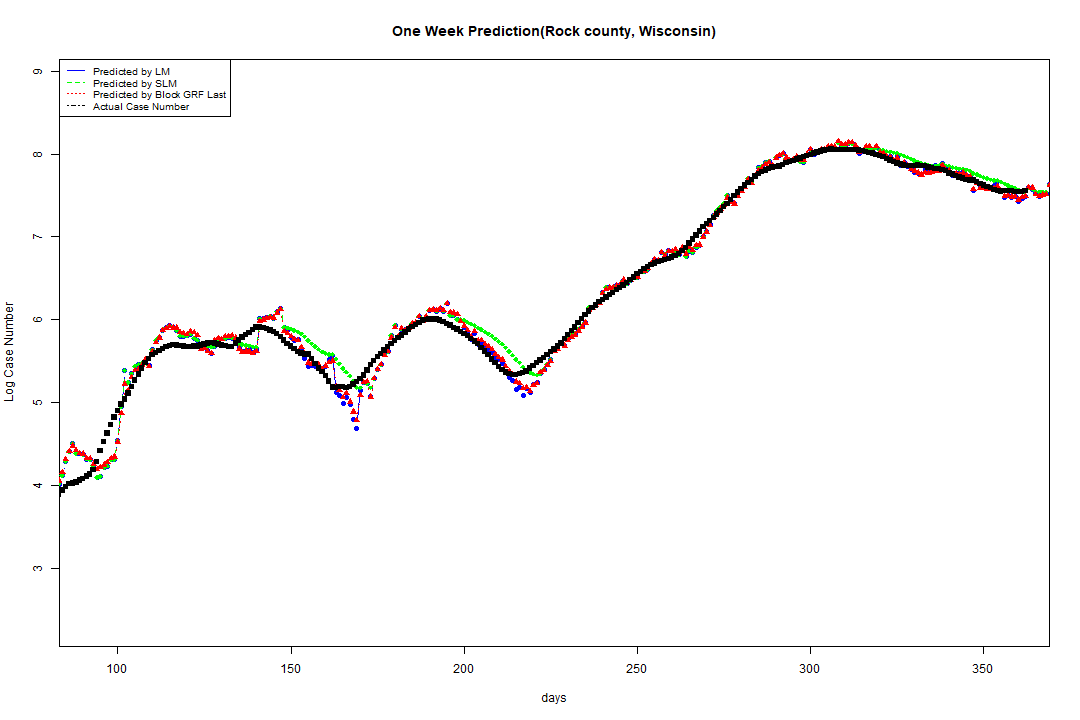 One Week Prediction(Rock county, Wisconsin)
Predicted by LM
Predicted by SLM
Predicted by Block GRF Last
Actual Case Number
Log Case Number
9
8
7
6
5
4
3
100 150 200 250 300 350
days